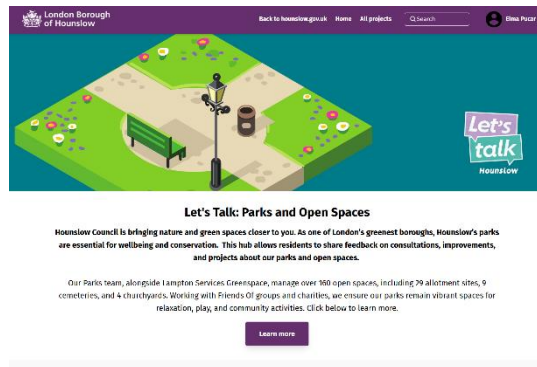 London Borough
of Hounslow
Back to hounslow.gov.uk Home All projects Search Elma Pucar
Let's
talk
Hounslow
Let's Talk: Parks and Open Spaces
Hounslow Council is bringing nature and green spaces closer to you. As one of London's greenest boroughs, Hounslow's parks
are essential for wellbeing and conservation. This hub allows residents to share feedback on consultations, improvements,
and projects about our parks and open spaces.
Our Parks team, alongside Lampton Services Greenspace, manage over 160 open spaces, including 29 allotment sites, 9
cemeteries, and 4 churchyards. Working with Friends Of groups and charities, we ensure our parks remain vibrant spaces for
relaxation, play, and community activities. Click below to learn more.
Learn more